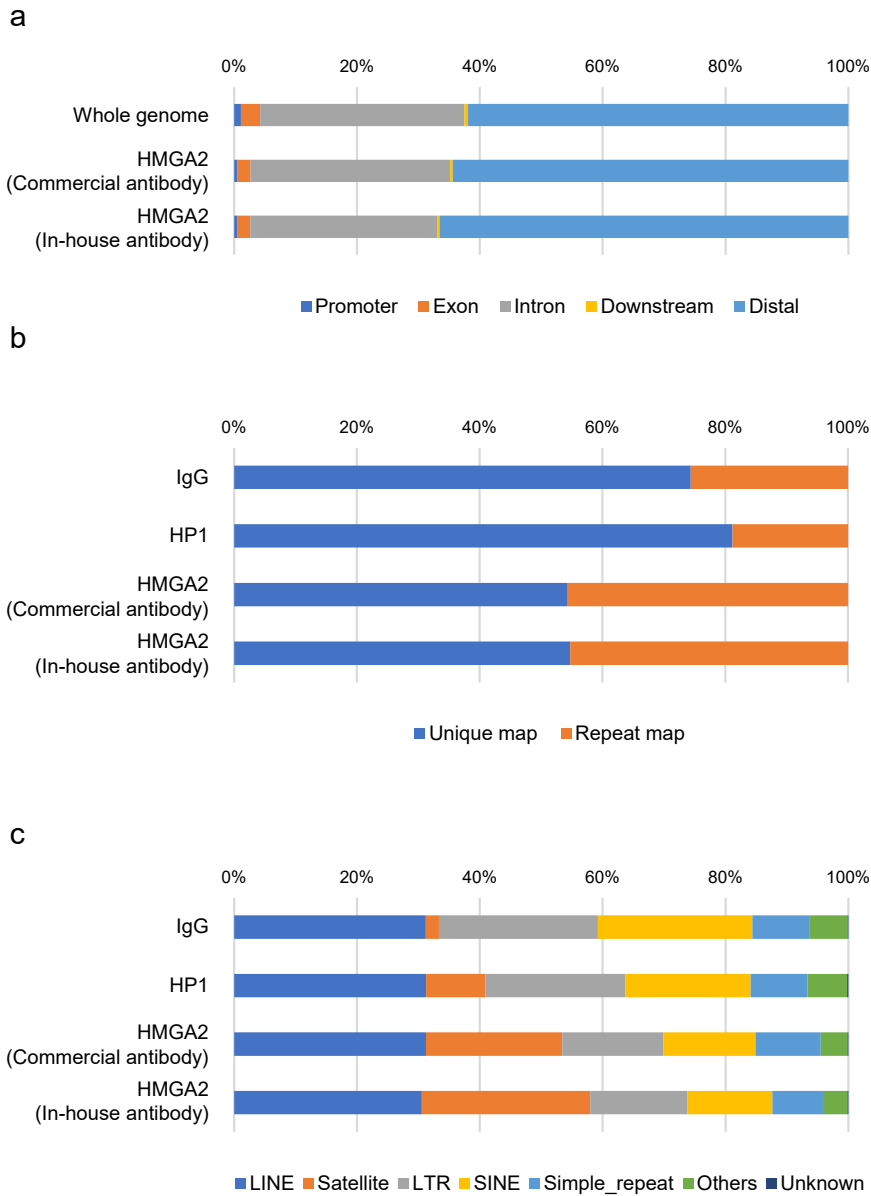 a
0% 20% 40% 60% 80% 100%
Whole genome
HMGA2
(Commercial antibody)
HMGA2
(In-house antibody)
Promoter Exon Intron Downstream Distal
b
0% 20% 40% 60% 80% 100%
IgG
HP1
HMGA2
(Commercial antibody)
HMGA2
(In-house antibody)
Unique map Repeat map
c
0% 20% 40% 60% 80% 100%
IgG
HP1
HMGA2
(Commercial antibody)
HMGA2
(In-house antibody)
LINE Satellite LTR SINE Simple_repeat Others Unknown